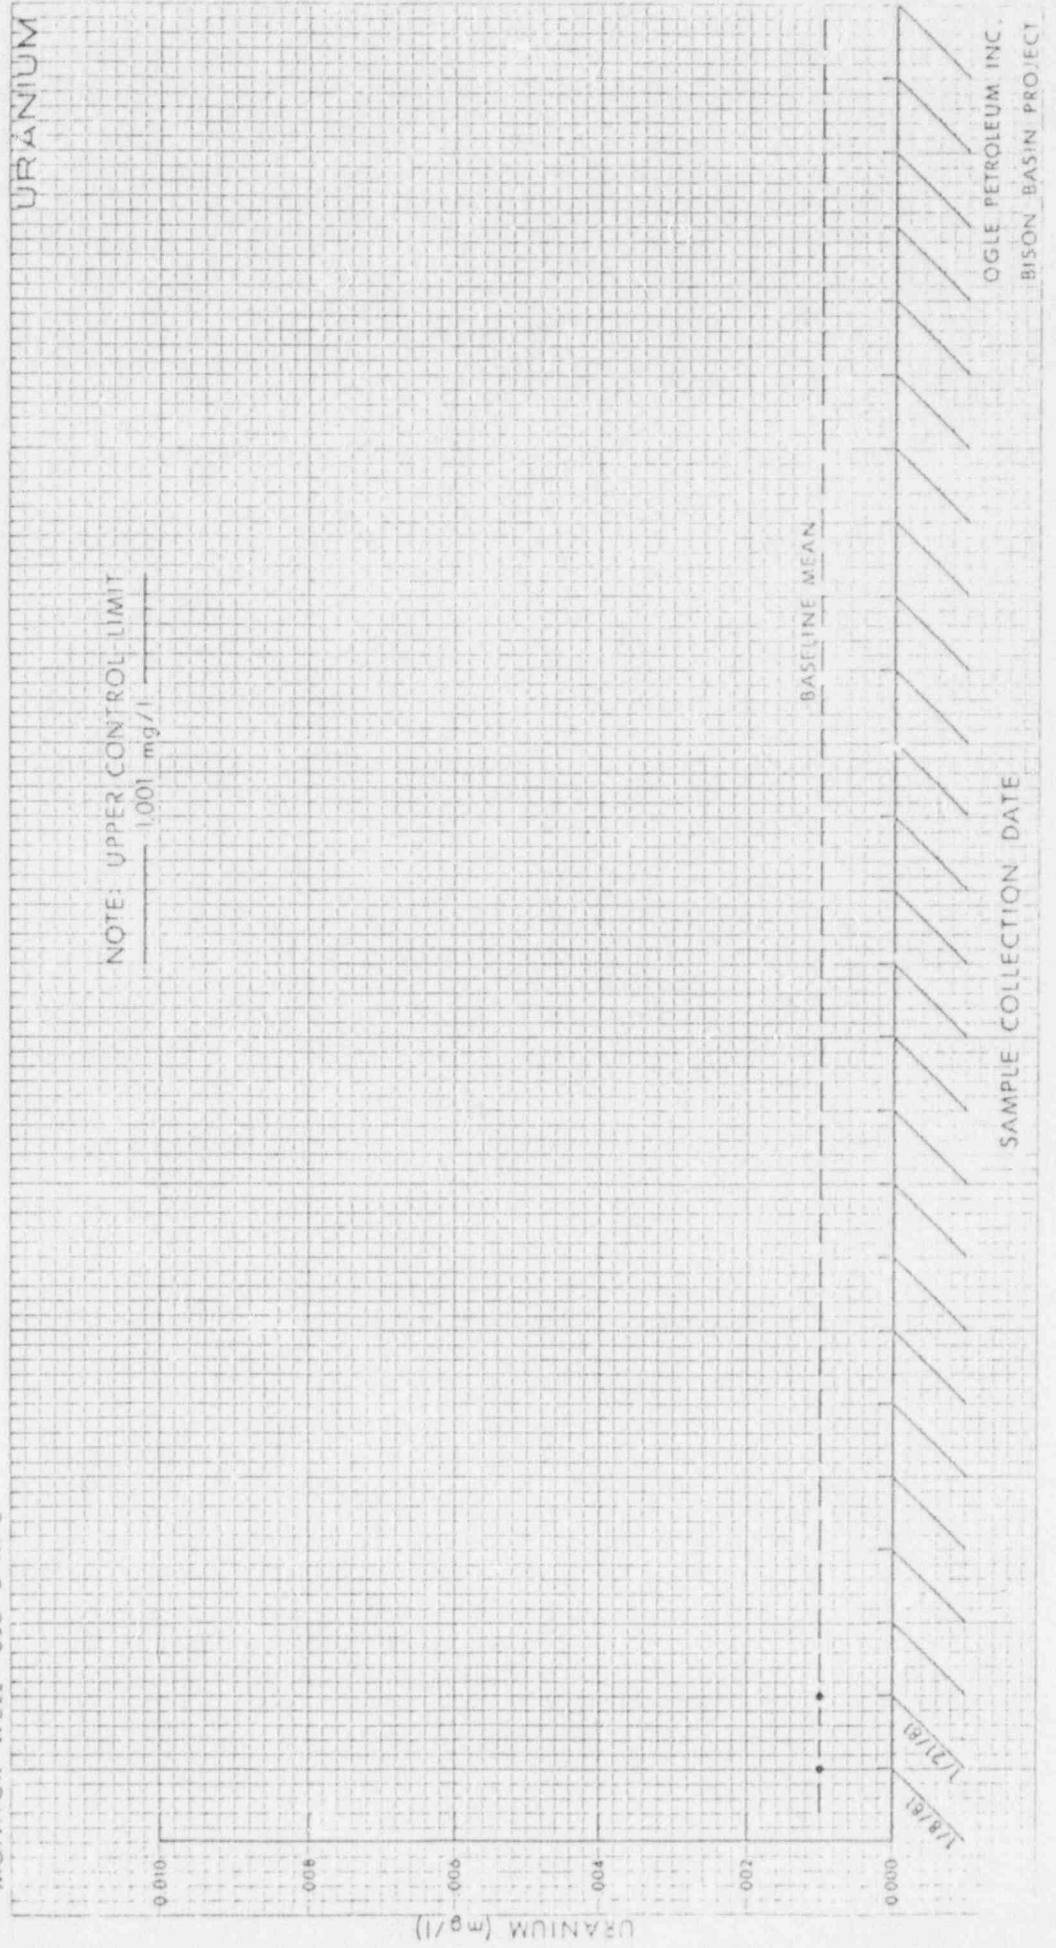 URANIUM
NOTE: UPPER CONTROL LIMIT
1.001 mg/l
URANIUM (mg/l)
0.010
.008
.006
.004
.002
0.000
BASELINE MEAN
1/8/81
1/21/81
SAMPLE COLLECTION DATE
OGLE PETROLEUM INC.
BISON BASIN PROJECT